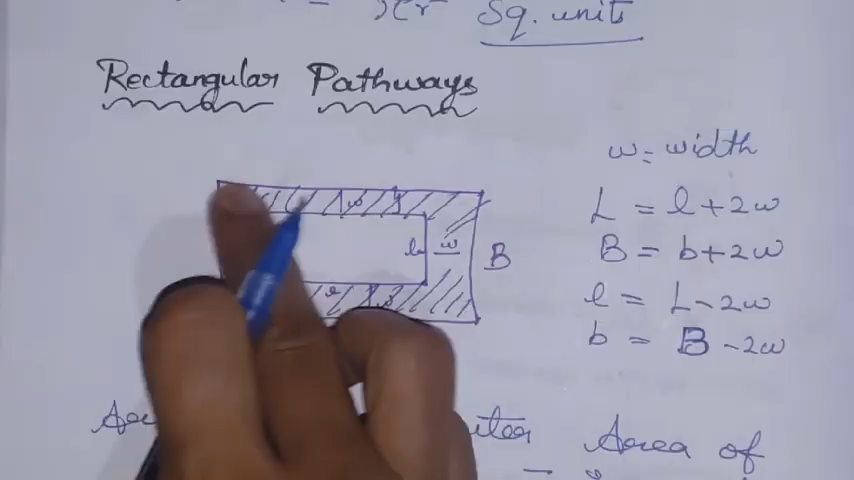 Sq. units
Rectangular Pathways
w = width
L = l + 2w
B = b + 2w
l = L - 2w
b = B - 2w
w
B
Area of